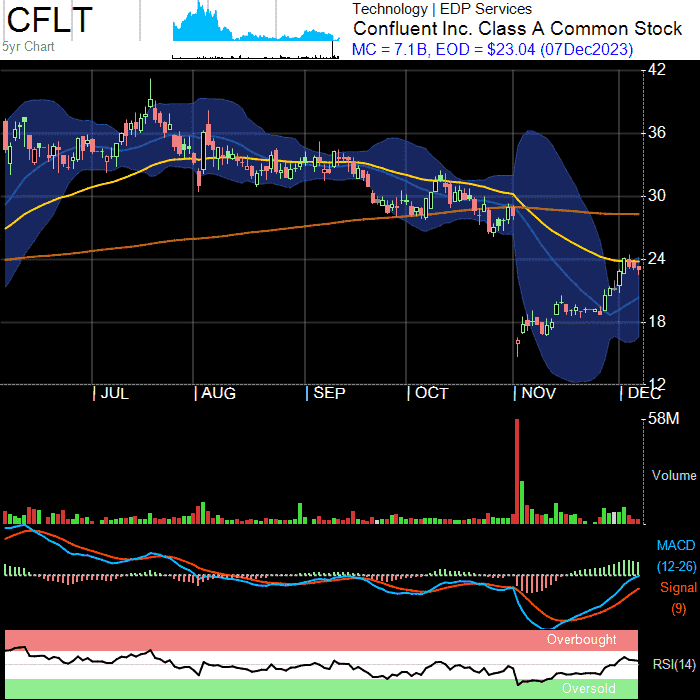 CFLT
5yr Chart
Technology | EDP Services
Confluent Inc. Class A Common Stock
MC = 7.1B, EOD = $23.04 (07Dec2023)
42
36
30
24
18
12
JUL AUG SEP OCT NOV DEC
58M
Volume
MACD
(12-26)
Signal
(9)
Overbought
RSI(14)
Oversold